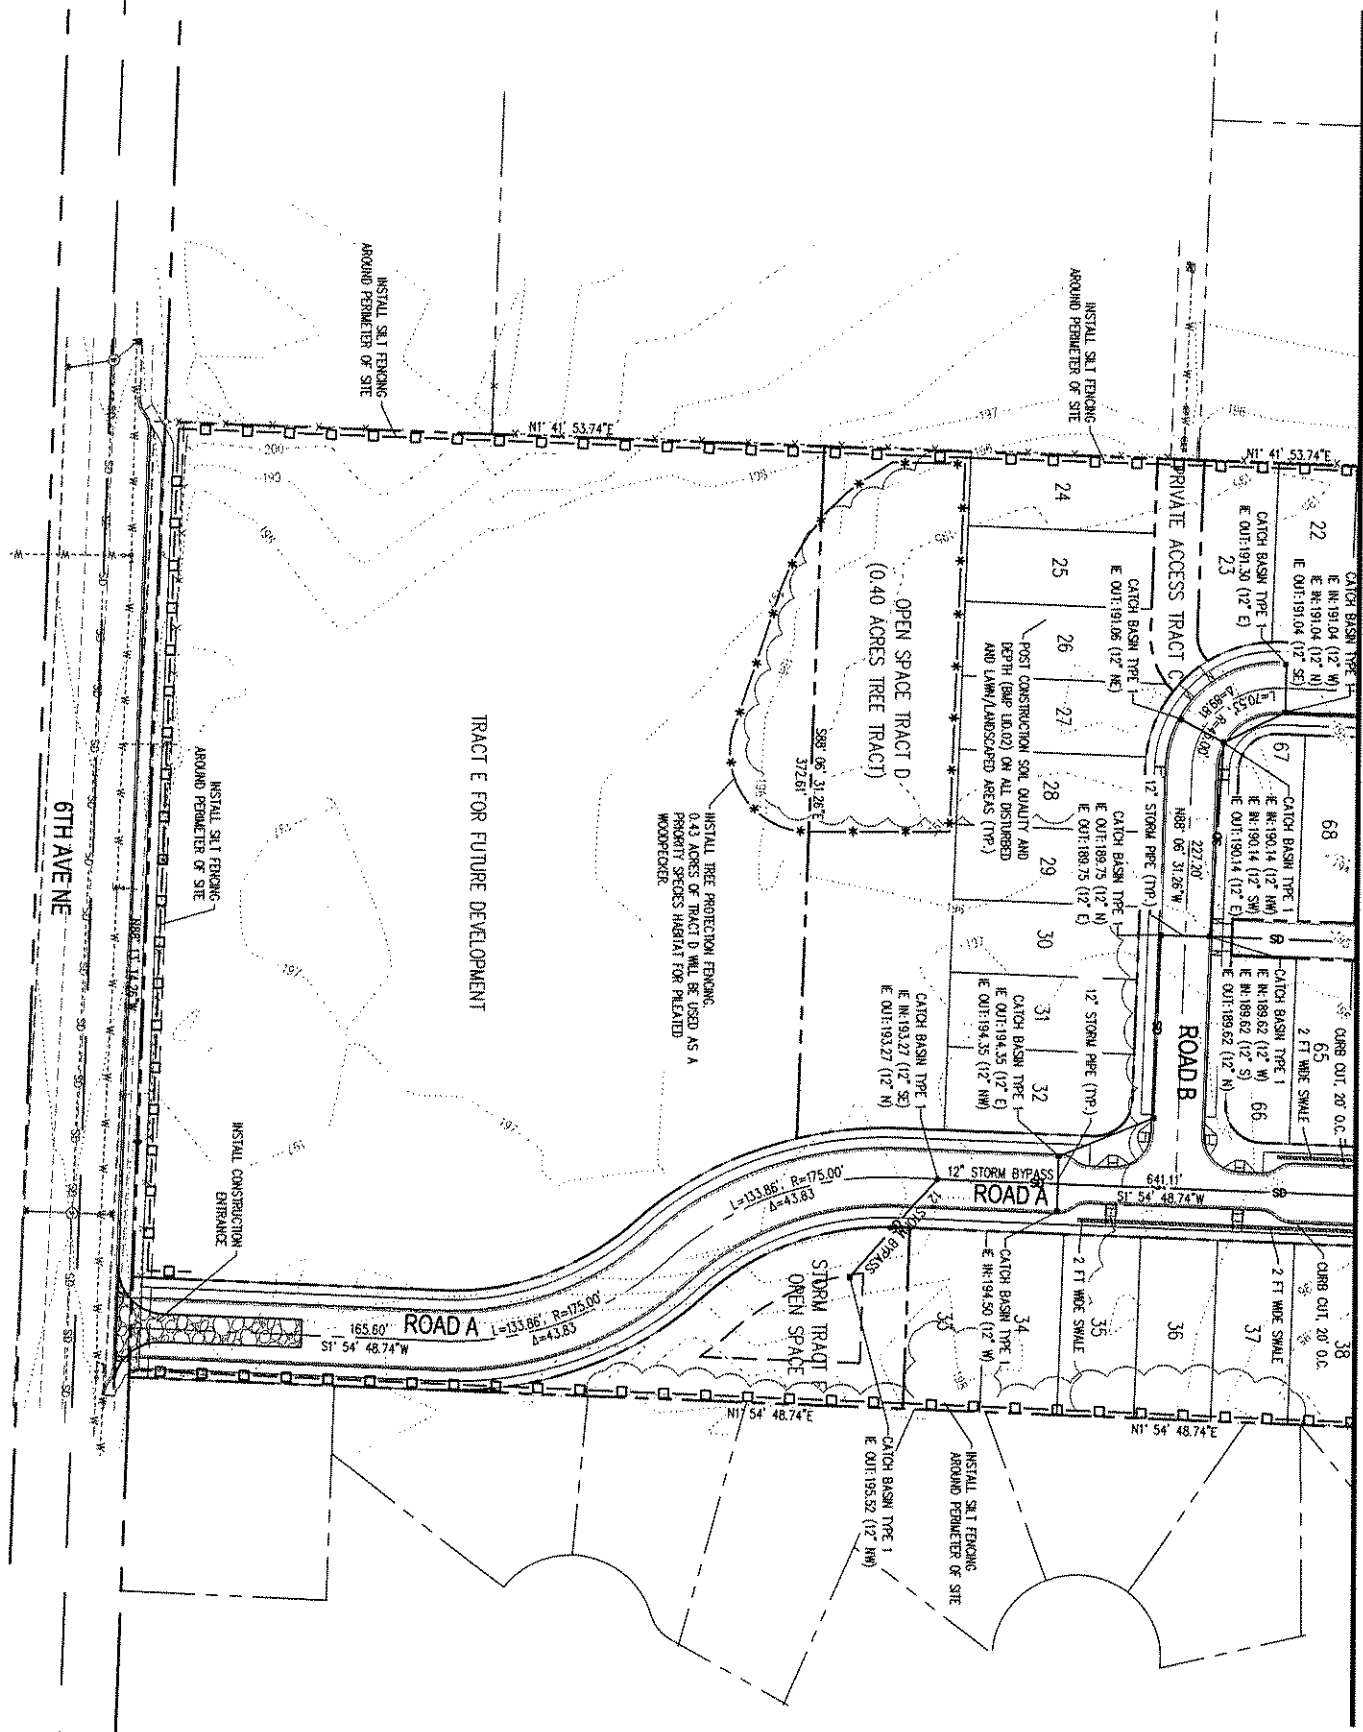 INSTALL SILT FENCING
AROUND PERIMETER OF SITE
INSTALL SILT FENCING
AROUND PERIMETER OF SITE
N1° 41' 53.74"E
N1° 41' 53.74"E
PRIVATE ACCESS TRACT C
22
23
24
25
26
27
28
29
30
31
32
CATCH BASIN TYPE 1
IE IN:191.04 (12" W)
IE IN:191.04 (12" N)
IE OUT:191.04 (12" SE)
CATCH BASIN TYPE 1
IE OUT:191.30 (12" E)
CATCH BASIN TYPE 1
IE OUT:191.06 (12" NE)
L=70.53'
Δ=89.81
67
68
CATCH BASIN TYPE 1
IE IN:190.14 (12" NW)
IE IN:190.14 (12" SW)
IE OUT:190.14 (12" E)
227.20'
N88° 06' 31.26"W
12" STORM PIPE (TYP.)
CATCH BASIN TYPE 1
IE OUT:189.75 (12" N)
IE OUT:189.75 (12" E)
POST CONSTRUCTION SOIL QUALITY AND
DEPTH (BMP LID.02) ON ALL DISTURBED
AND LAWN/LANDSCAPED AREAS (TYP.)
OPEN SPACE TRACT D
(0.40 ACRES TREE TRACT)
S88° 06' 31.26"E
372.61'
INSTALL TREE PROTECTION FENCING.
0.43 ACRES OF TRACT D WILL BE USED AS A
PRIORITY SPECIES HABITAT FOR PILEATED
WOODPECKER.
TRACT E FOR FUTURE DEVELOPMENT
INSTALL SILT FENCING
AROUND PERIMETER OF SITE
6TH AVE NE
N88° 13' 14.26"W
CURB CUT, 20' O.C.
65
2 FT WIDE SWALE
66
CATCH BASIN TYPE 1
IE IN:189.62 (12" W)
IE IN:189.62 (12" S)
IE OUT:189.62 (12" N)
ROAD B
12" STORM PIPE (TYP.)
CATCH BASIN TYPE 1
IE OUT:194.35 (12" E)
IE OUT:194.35 (12" NW)
CATCH BASIN TYPE 1
IE IN:193.27 (12" SE)
IE OUT:193.27 (12" N)
641.11'
S1° 54' 48.74"W
12" STORM BYPASS
ROAD A
12" STORM BYPASS
L=133.86', R=175.00'
Δ=43.83
INSTALL CONSTRUCTION
ENTRANCE
L=133.86', R=175.00'
Δ=43.83
ROAD A
165.60'
S1° 54' 48.74"W
STORM TRACT F
OPEN SPACE
CURB CUT, 20' O.C.
2 FT WIDE SWALE
2 FT WIDE SWALE
CATCH BASIN TYPE 1
IE IN:194.50 (12" W)
33
34
35
36
37
38
N1° 54' 48.74"E
N1° 54' 48.74"E
INSTALL SILT FENCING
AROUND PERIMETER OF SITE
CATCH BASIN TYPE 1
IE OUT:195.52 (12" NW)